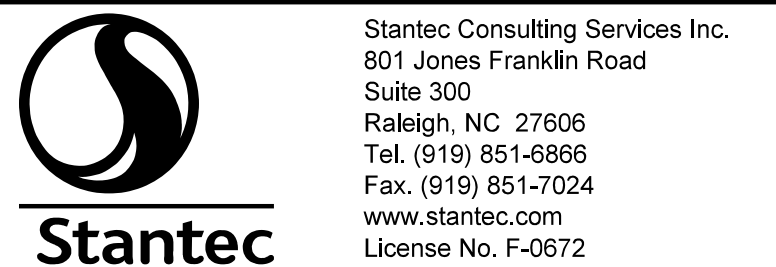 Stantec
Stantec Consulting Services Inc.
801 Jones Franklin Road
Suite 300
Raleigh, NC  27606
Tel. (919) 851-6866
Fax. (919) 851-7024
www.stantec.com
License No. F-0672